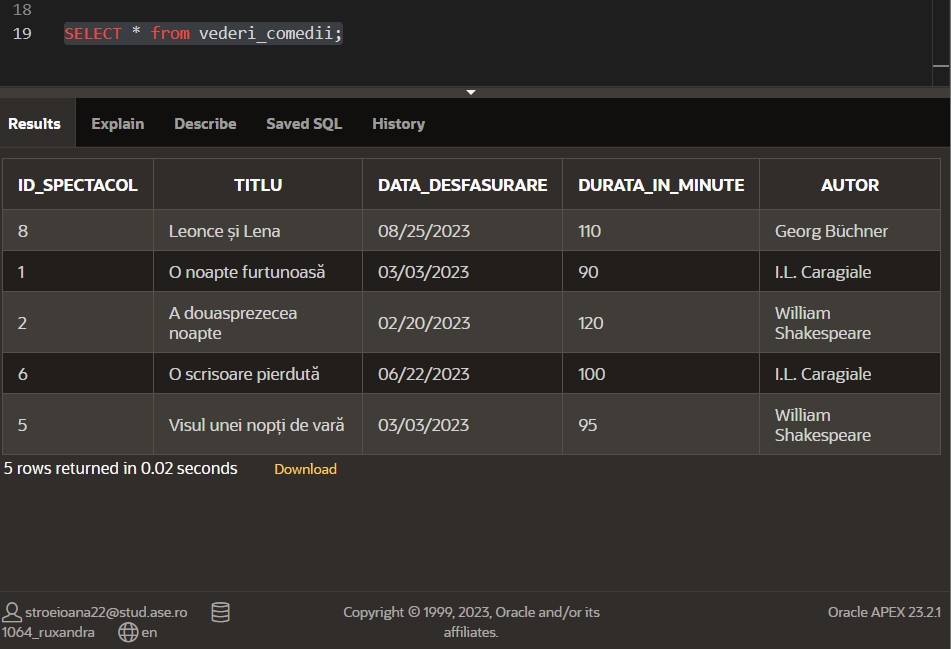 18
19 SELECT * from vederi_comedii;
Results Explain Describe Saved SQL History
ID_SPECTACOL TITLU DATA_DESFASURARE DURATA_IN_MINUTE AUTOR
8 Leonce și Lena 08/25/2023 110 Georg Büchner
1 O noapte furtunoasă 03/03/2023 90 I.L. Caragiale
2 A douasprezecea noapte 02/20/2023 120 William Shakespeare
6 O scrisoare pierdută 06/22/2023 100 I.L. Caragiale
5 Visul unei nopți de vară 03/03/2023 95 William Shakespeare
5 rows returned in 0.02 seconds Download
stroeioana22@stud.ase.ro
1064_ruxandra en
Copyright © 1999, 2023, Oracle and/or its
affiliates.
Oracle APEX 23.2.1